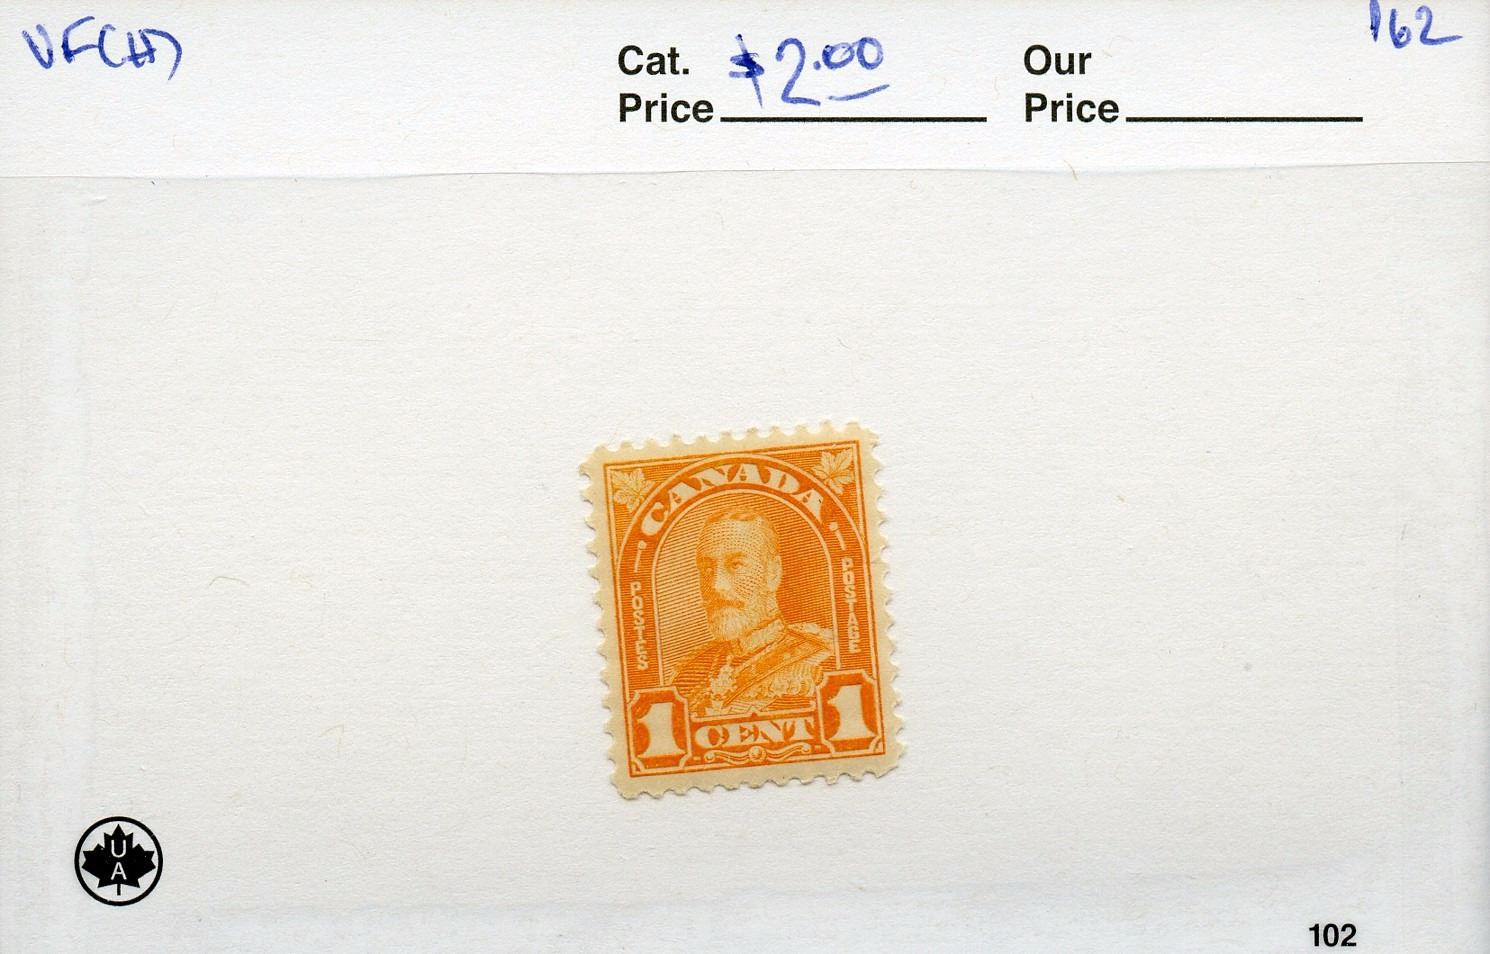 VF(H)
Cat. $2.00
Price
Our
Price
162
CANADA
POSTES
POSTAGE
1 CENT 1
U
A
102